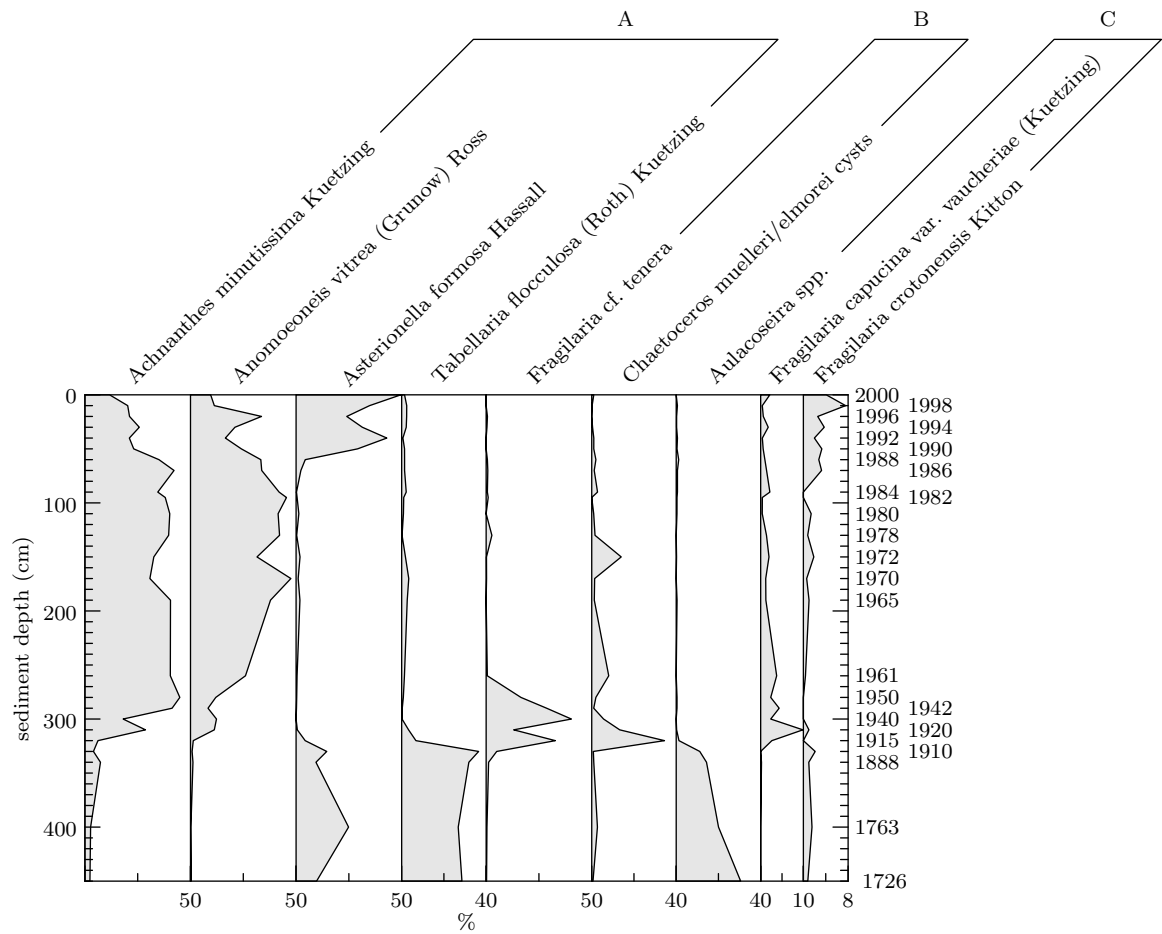 A
B
C
Achnanthes minutissima Kuetzing
Anomoeoneis vitrea (Grunow) Ross
Asterionella formosa Hassall
Tabellaria flocculosa (Roth) Kuetzing
Fragilaria cf. tenera
Chaetoceros muelleri/elmorei cysts
Aulacoseira spp.
Fragilaria capucina var. vaucheriae (Kuetzing)
Fragilaria crotonensis Kitton
sediment depth (cm)
0
100
200
300
400
2000
1998
1996
1994
1992
1990
1988
1986
1984
1982
1980
1978
1972
1970
1965
1961
1950
1942
1940
1920
1915
1910
1888
1763
1726
50 50 50 40 50 40 40 10 8
%